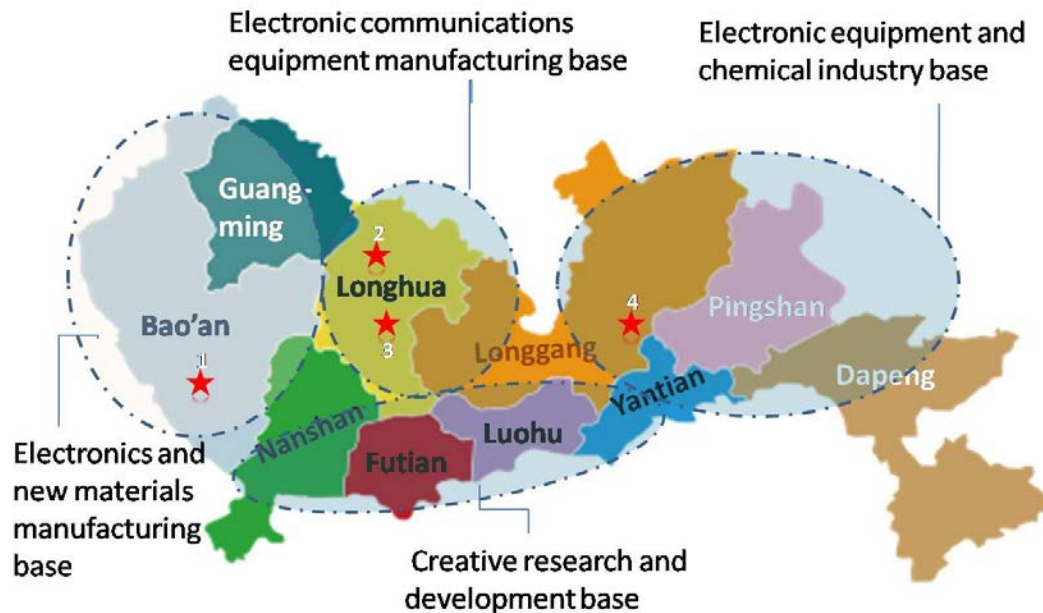 Electronic communications
equipment manufacturing base
Electronic equipment and
chemical industry base
Guang-
ming
2
Longhua
Bao'an
3
4
Pingshan
1
Longgang
Dapeng
Yantian
Nanshan
Luohu
Futian
Electronics and
new materials
manufacturing
base
Creative research and
development base